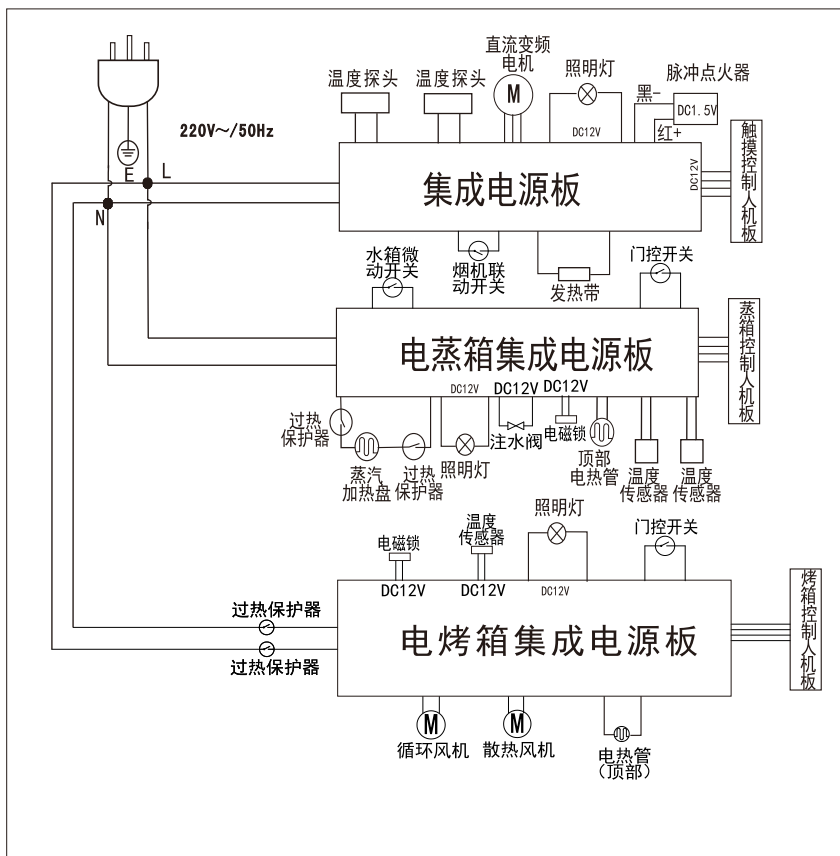 直流变频
电机
温度探头
温度探头
M
照明灯
脉冲点火器
黑-
DC1.5V
红+
DC12V
220V～/50Hz
E
L
N
集成电源板
DC12V
触摸控制人机板
水箱微
动开关
烟机联
动开关
发热带
门控开关
电蒸箱集成电源板
蒸箱控制人机板
DC12V
DC12V
DC12V
过热
保护器
蒸汽
加热盘
过热
保护器
照明灯
注水阀
电磁锁
顶部
电热管
温度
传感器
温度
传感器
电磁锁
温度
传感器
照明灯
门控开关
DC12V
DC12V
DC12V
过热保护器
过热保护器
电烤箱集成电源板
烤箱控制人机板
M
循环风机
M
散热风机
电热管
（顶部）